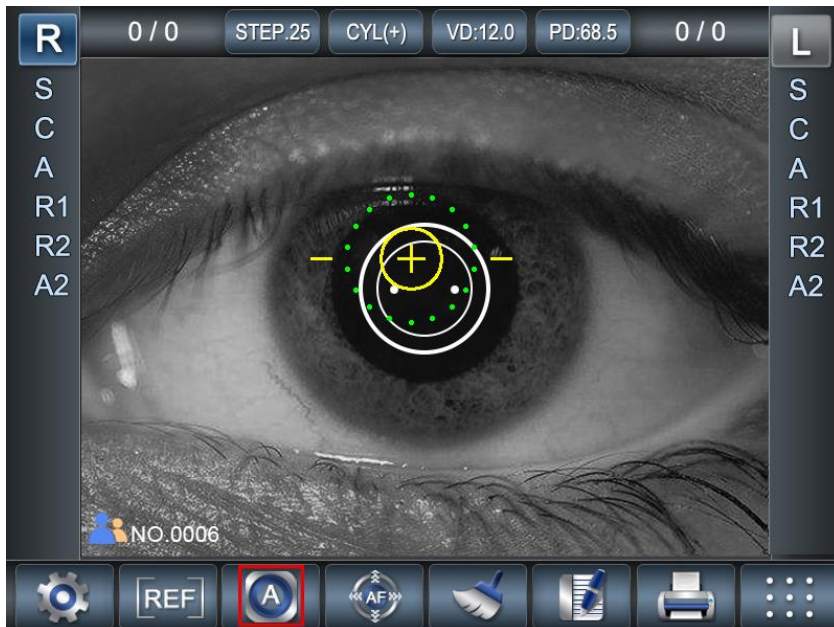 R 0 / 0 STEP.25 CYL(+) VD:12.0 PD:68.5 0 / 0 L
S S
C C
A A
R1 R1
R2 R2
A2 A2
NO.0006
[REF] A AF